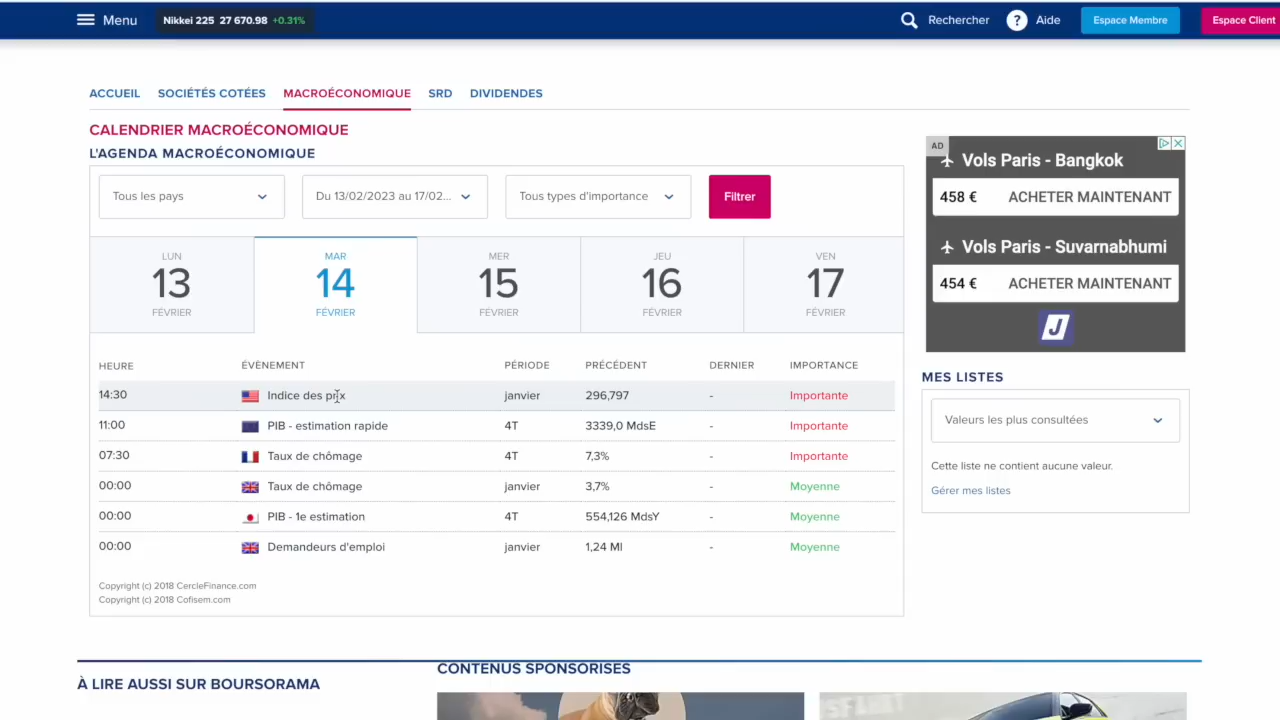 Menu
Nikkei 225 27 670.98 +0.31%
Rechercher
? Aide
Espace Membre
Espace Client
ACCUEIL SOCIÉTÉS COTÉES MACROÉCONOMIQUE SRD DIVIDENDES
CALENDRIER MACROÉCONOMIQUE
L'AGENDA MACROÉCONOMIQUE
Tous les pays
Du 13/02/2023 au 17/02...
Tous types d'importance
Filtrer
LUN
13
FÉVRIER
MAR
14
FÉVRIER
MER
15
FÉVRIER
JEU
16
FÉVRIER
VEN
17
FÉVRIER
HEURE ÉVÈNEMENT PÉRIODE PRÉCÉDENT DERNIER IMPORTANCE
14:30 Indice des prix janvier 296,797 - Importante
11:00 PIB - estimation rapide 4T 3339,0 MdsE - Importante
07:30 Taux de chômage 4T 7,3% - Importante
00:00 Taux de chômage janvier 3,7% - Moyenne
00:00 PIB - 1e estimation 4T 554,126 MdsY - Moyenne
00:00 Demandeurs d'emploi janvier 1,24 Ml - Moyenne
Copyright (c) 2018 CercleFinance.com
Copyright (c) 2018 Cofisem.com
AD
Vols Paris - Bangkok
458 € ACHETER MAINTENANT
Vols Paris - Suvarnabhumi
454 € ACHETER MAINTENANT
J
MES LISTES
Valeurs les plus consultées
Cette liste ne contient aucune valeur.
Gérer mes listes
À LIRE AUSSI SUR BOURSORAMA
CONTENUS SPONSORISES